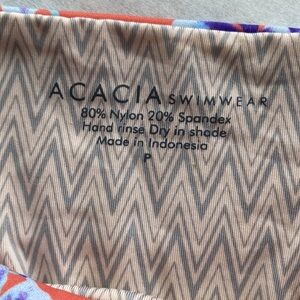 ACACIA SWIMWEAR
80% Nylon 20% Spandex
Hand rinse Dry in shade
Made in Indonesia
P